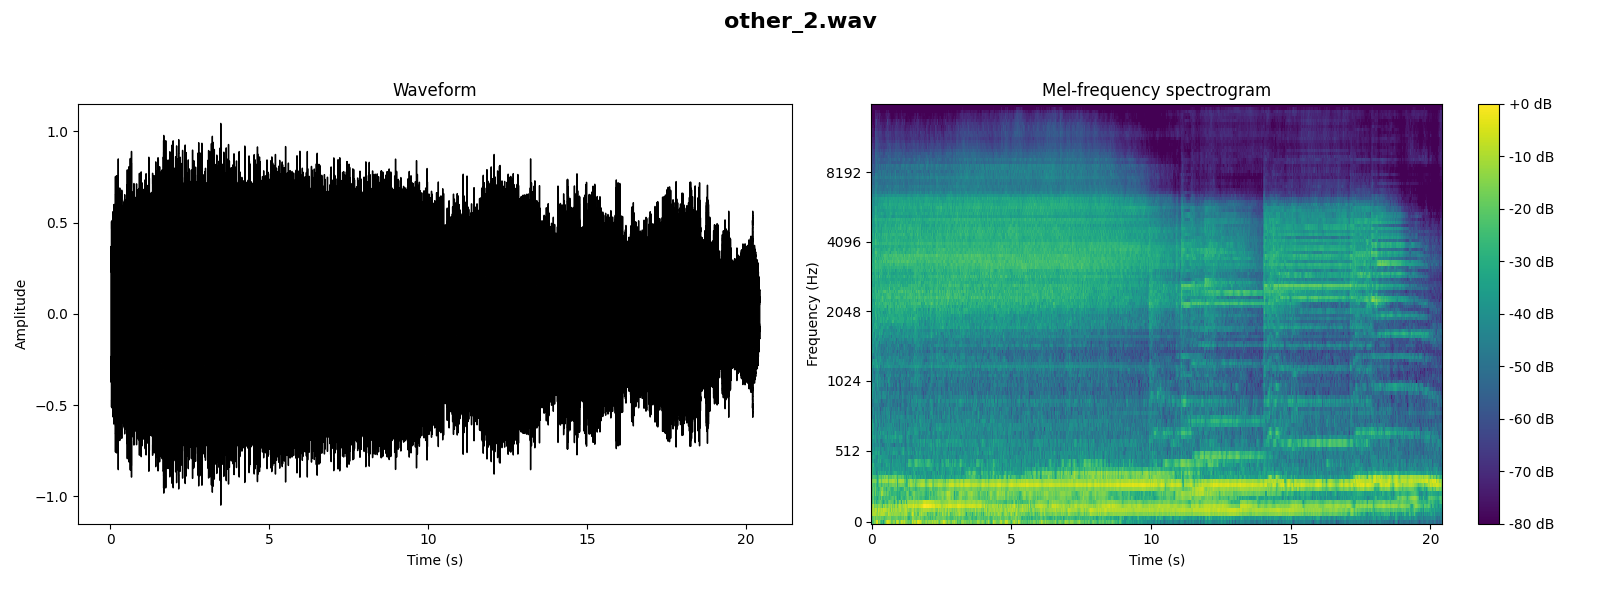 other_2.wav
Waveform
Mel-frequency spectrogram
Amplitude
1.0
0.5
0.0
−0.5
−1.0
0
5
10
15
20
Time (s)
Frequency (Hz)
8192
4096
2048
1024
512
0
0
5
10
15
20
Time (s)
+0 dB
-10 dB
-20 dB
-30 dB
-40 dB
-50 dB
-60 dB
-70 dB
-80 dB